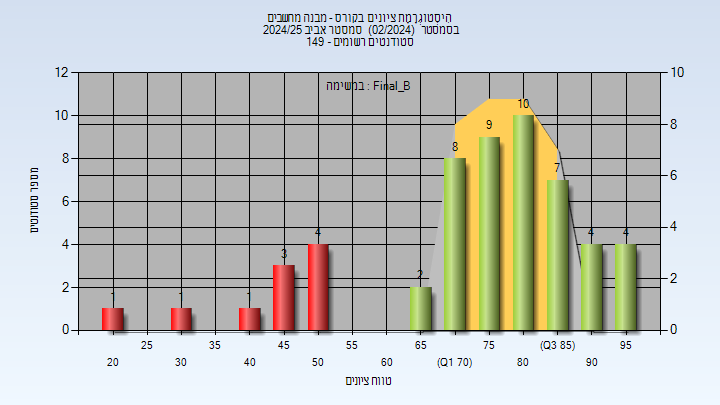 היסטוגרמת ציונים בקורס - מבנה מחשבים
בסמסטר (02/2024) סמסטר אביב 2024/25
סטודנטים רשומים - 149
במשימה : Final_B
12 10 8 6 4 2 0
10 8 6 4 2 0
מספר סטודנטים
1 1 1 3 4 2 8 9 10 7 4 4
25 35 45 55 65 75 (Q3 85) 95
20 30 40 50 60 (Q1 70) 80 90
טווח ציונים